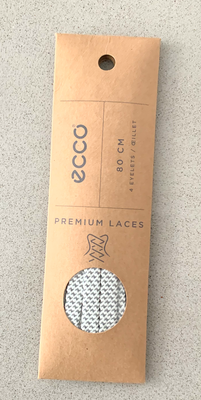 ecco
80 CM
4 EYELETS / ŒILLET
PREMIUM LACES